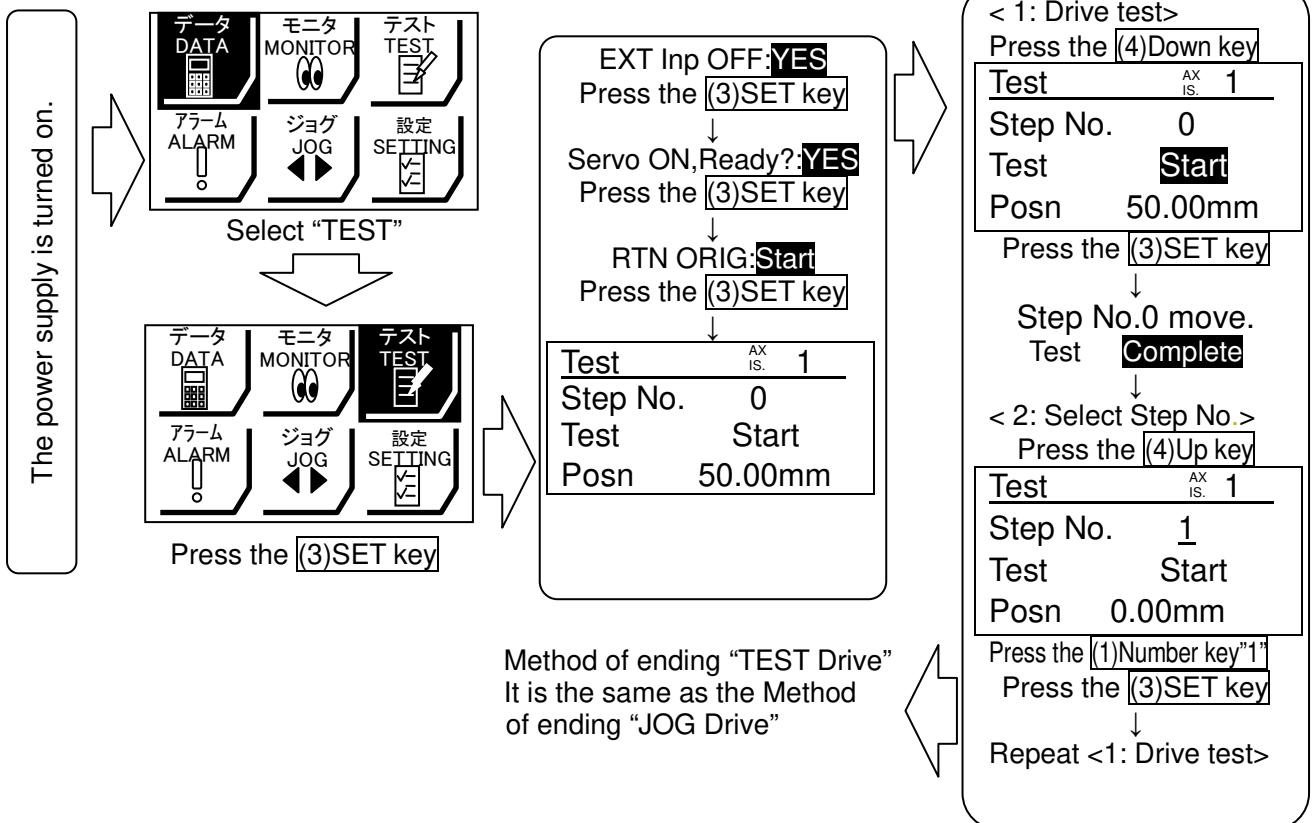 The power supply is turned on.
データ モニタ テスト
DATA MONITOR TEST
アラーム ジョグ 設定
ALARM JOG SETTING
Select “TEST”
データ モニタ テスト
DATA MONITOR TEST
アラーム ジョグ 設定
ALARM JOG SETTING
Press the (3)SET key
EXT Inp OFF:YES
Press the (3)SET key
↓
Servo ON,Ready?:YES
Press the (3)SET key
↓
RTN ORIG:Start
Press the (3)SET key
↓
Test AX IS. 1
Step No. 0
Test Start
Posn 50.00mm
< 1: Drive test>
Press the (4)Down key
Test AX IS. 1
Step No. 0
Test Start
Posn 50.00mm
Press the (3)SET key
↓
Step No.0 move.
Test Complete
↓
< 2: Select Step No.>
Press the (4)Up key
Test AX IS. 1
Step No. 1
Test Start
Posn 0.00mm
Press the (1)Number key"1"
Press the (3)SET key
↓
Repeat <1: Drive test>
Method of ending “TEST Drive”
It is the same as the Method
of ending “JOG Drive”